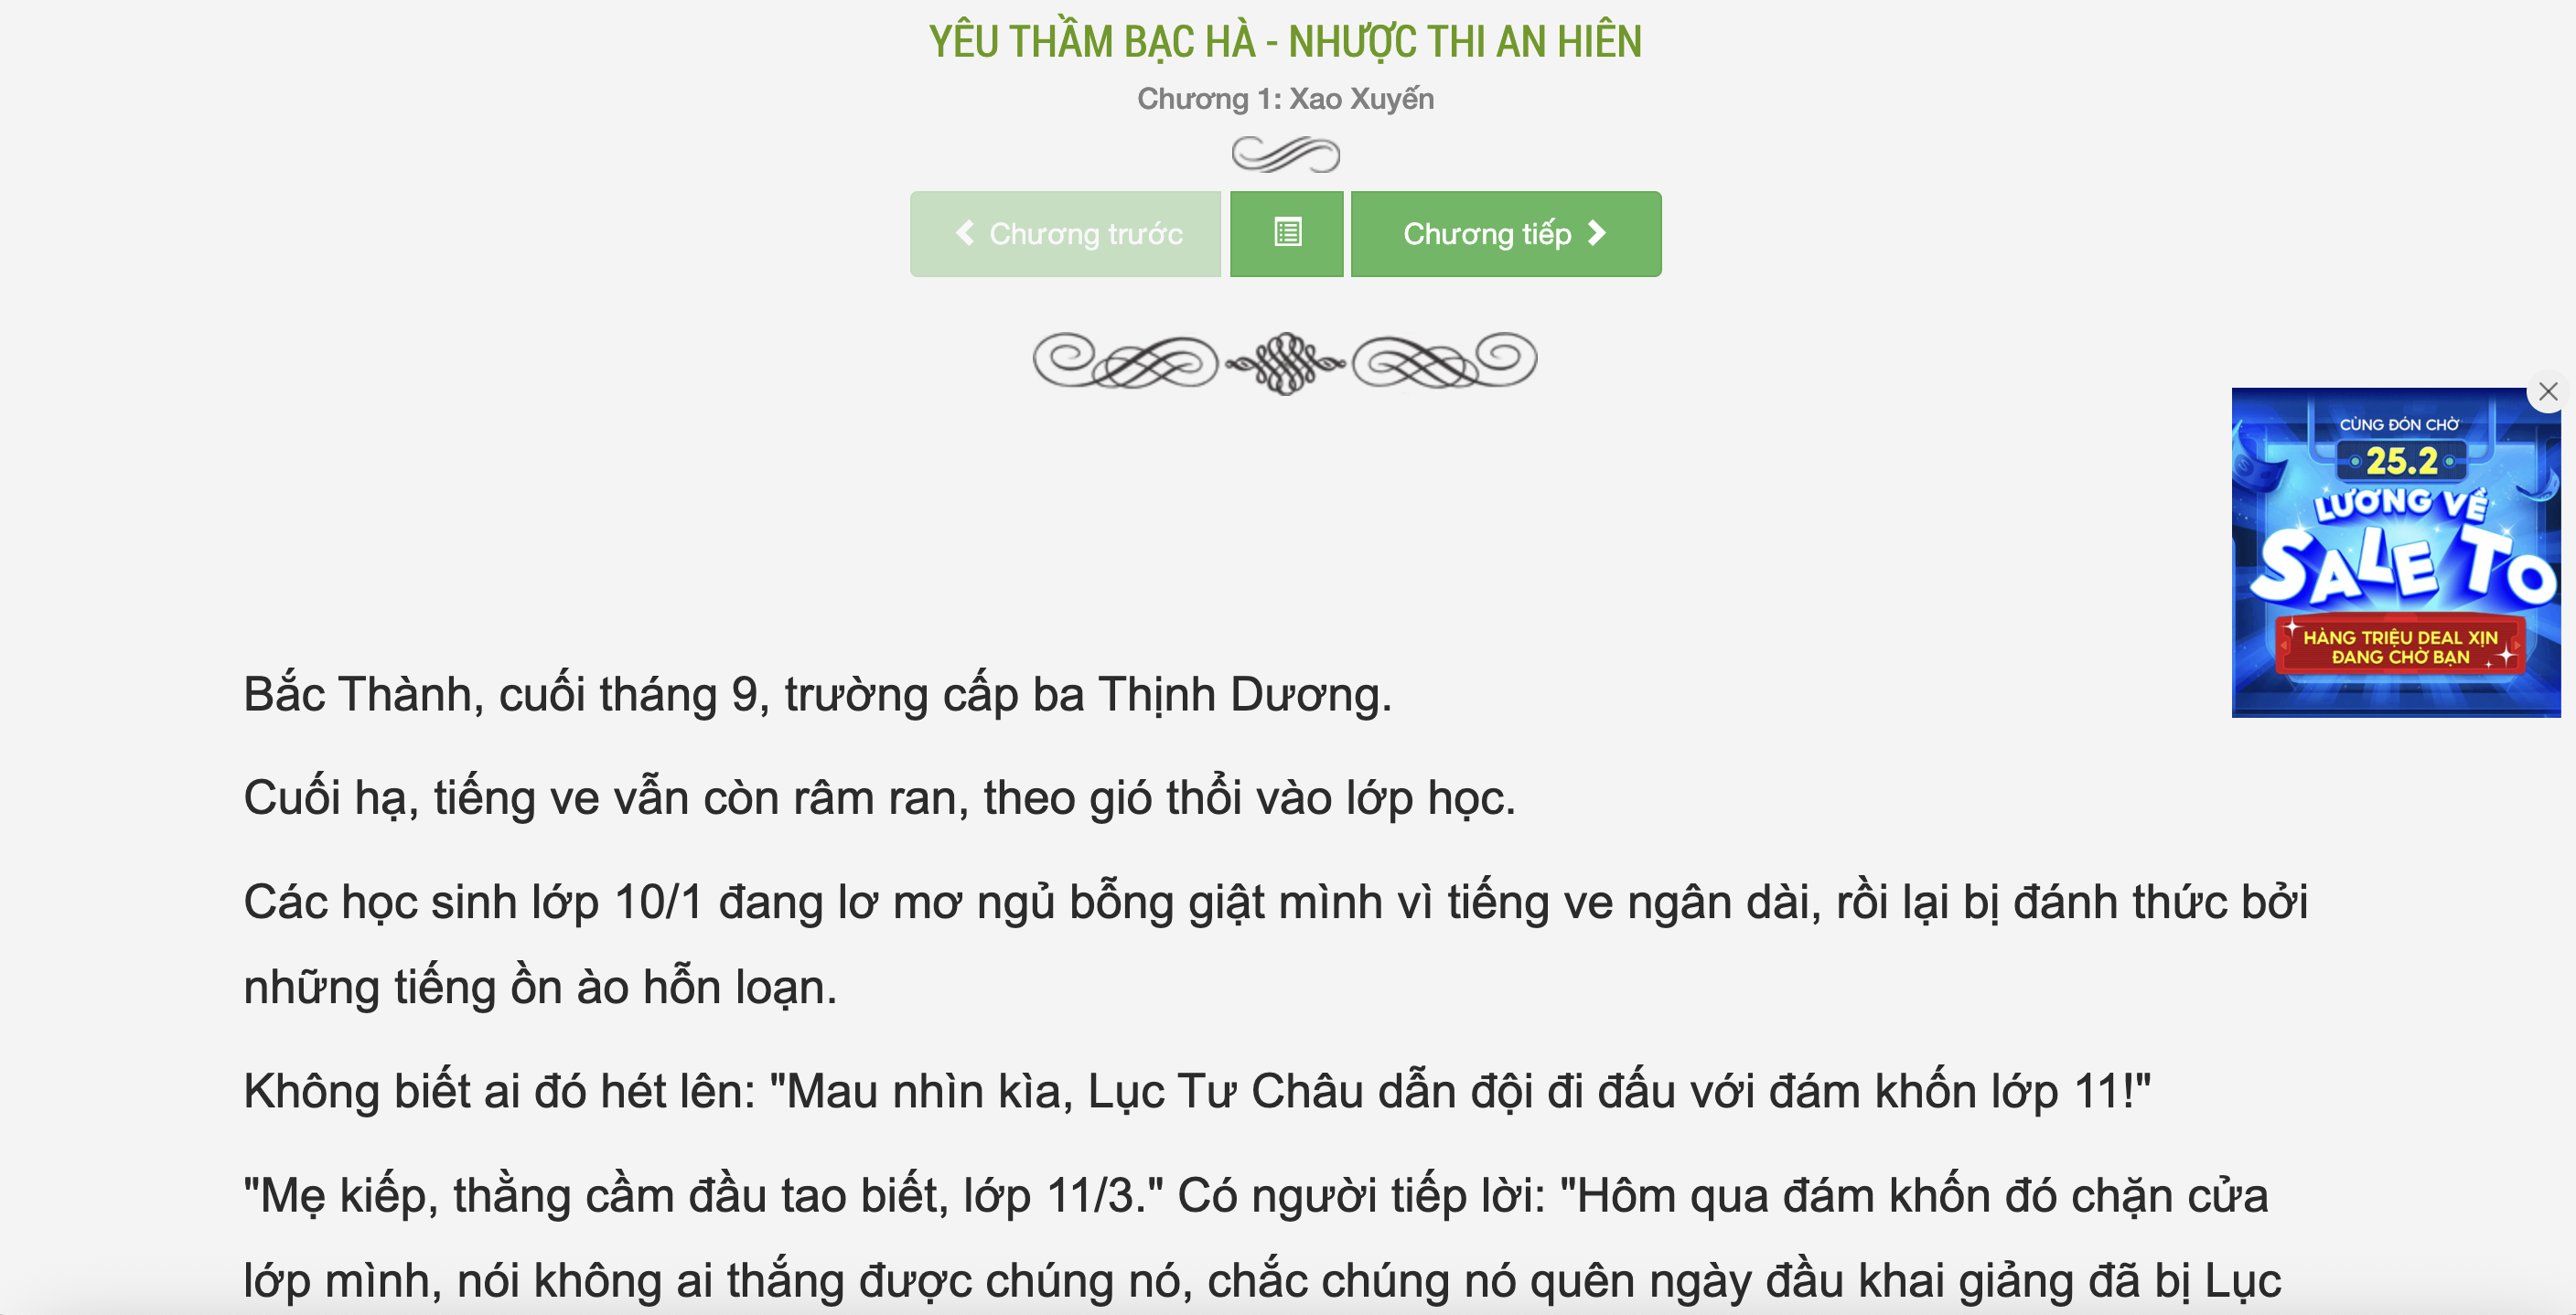 YÊU THẦM BẠC HÀ - NHƯỢC THI AN HIÊN
Chương 1: Xao Xuyến
Chương trước
Chương tiếp
CÙNG ĐÓN CHỜ
25.2
LƯƠNG VỀ
SALE TO
HÀNG TRIỆU DEAL XỊN
ĐANG CHỜ BẠN
Bắc Thành, cuối tháng 9, trường cấp ba Thịnh Dương.
Cuối hạ, tiếng ve vẫn còn râm ran, theo gió thổi vào lớp học.
Các học sinh lớp 10/1 đang lơ mơ ngủ bỗng giật mình vì tiếng ve ngân dài, rồi lại bị đánh thức bởi
những tiếng ồn ào hỗn loạn.
Không biết ai đó hét lên: "Mau nhìn kìa, Lục Tư Châu dẫn đội đi đấu với đám khốn lớp 11!"
"Mẹ kiếp, thằng cầm đầu tao biết, lớp 11/3." Có người tiếp lời: "Hôm qua đám khốn đó chặn cửa
lớp mình, nói không ai thắng được chúng nó, chắc chúng nó quên ngày đầu khai giảng đã bị Lục